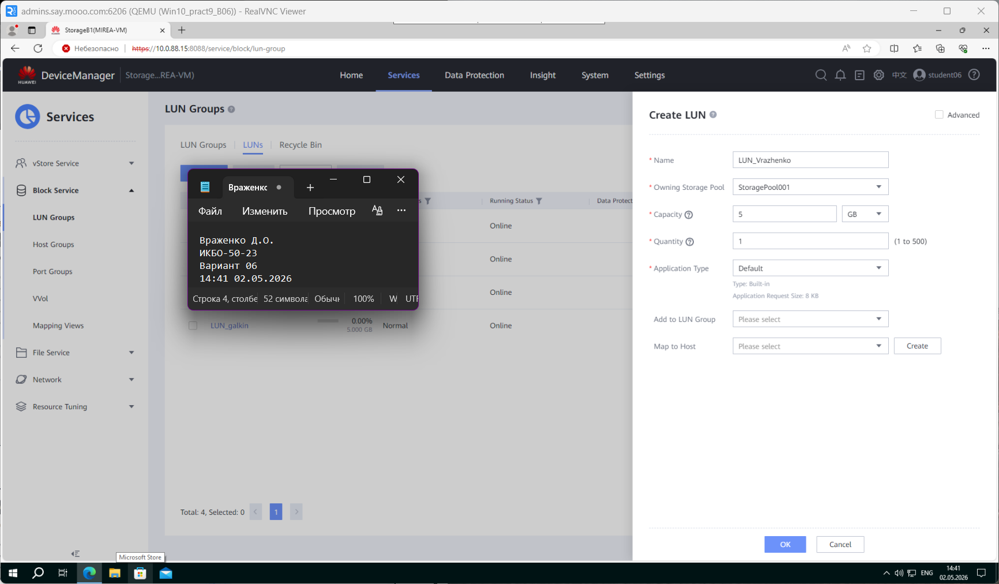 admins.say.mooo.com:6206 (QEMU (Win10_pract9_B06)) - RealVNC Viewer
StorageB1(MIREA-VM)
Небезопасно https://10.0.88.15:8088/service/block/lun-group
HUAWEI DeviceManager Storage...REA-VM) Home Services Data Protection Insight System Settings 中文 student06
Services
vStore Service
Block Service
LUN Groups
Host Groups
Port Groups
VVol
Mapping Views
File Service
Network
Resource Tuning
LUN Groups
LUN Groups LUNs Recycle Bin
Running Status Data Protect
Online
Online
Online
LUN_galkin 0.00% Normal Online
5.000 GB
Total: 4, Selected: 0 1
Враженко
Файл Изменить Просмотр
Враженко Д.О.
ИКБО-50-23
Вариант 06
14:41 02.05.2026
Строка 4, столбе 52 символа Обычн 100% W UTF
Create LUN Advanced
* Name LUN_Vrazhenko
* Owning Storage Pool StoragePool001
* Capacity 5 GB
* Quantity 1 (1 to 500)
* Application Type Default
Type: Built-in
Application Request Size: 8 KB
Add to LUN Group Please select
Map to Host Please select Create
OK Cancel
Microsoft Store
ENG 14:41
02.05.2026